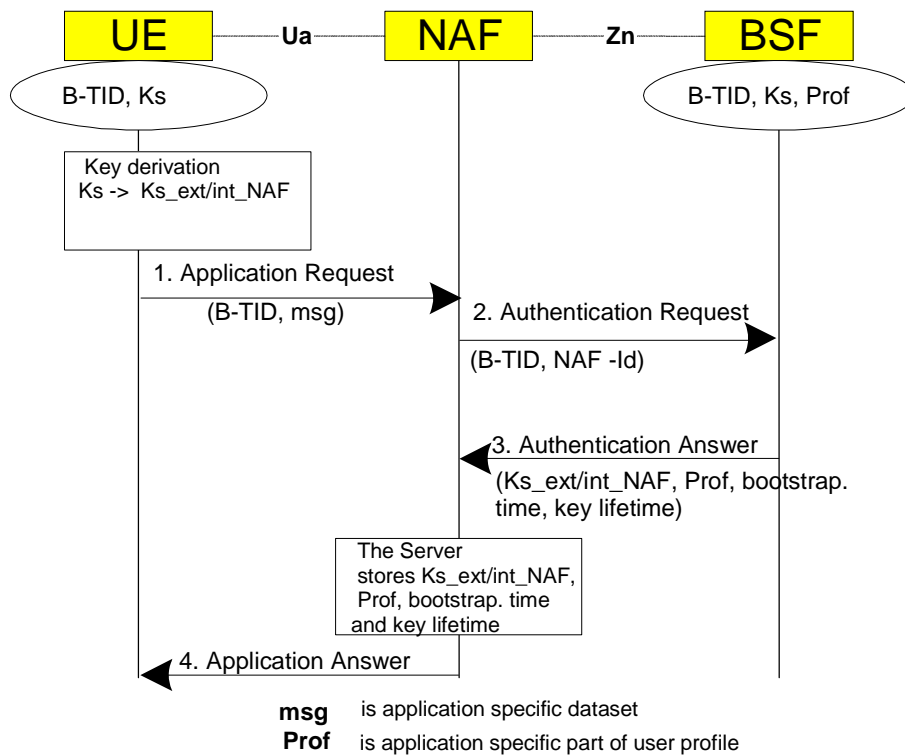 UE Ua NAF Zn BSF
B-TID, Ks
B-TID, Ks, Prof
Key derivation
Ks -> Ks_ext/int_NAF
1. Application Request
(B-TID, msg)
2. Authentication Request
(B-TID, NAF -Id)
3. Authentication Answer
(Ks_ext/int_NAF, Prof, bootstrap.
time, key lifetime)
The Server
stores Ks_ext/int_NAF,
Prof, bootstrap. time
and key lifetime
4. Application Answer
msg is application specific dataset
Prof is application specific part of user profile